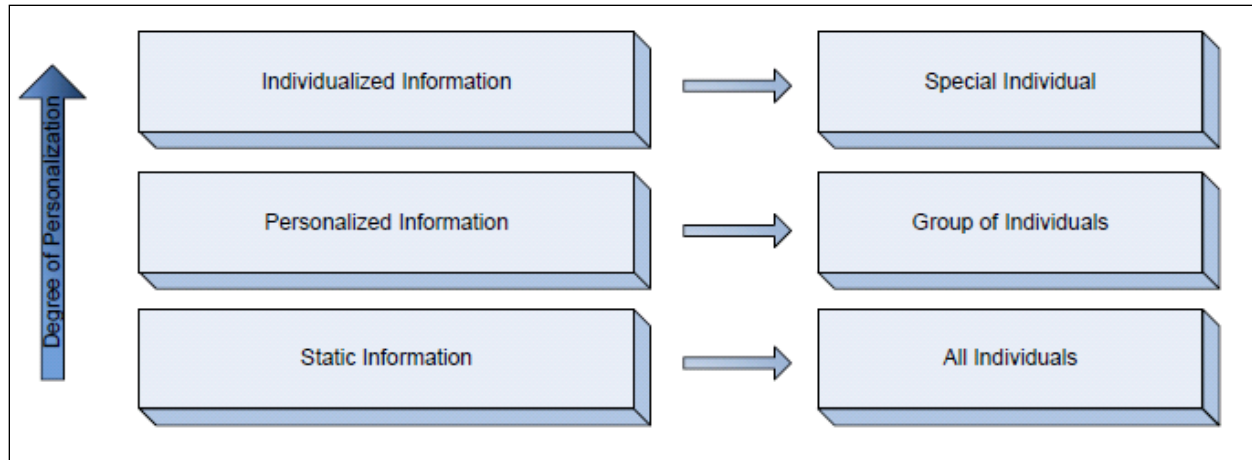 Degree of Personalization
Individualized Information
Special Individual
Personalized Information
Group of Individuals
Static Information
All Individuals